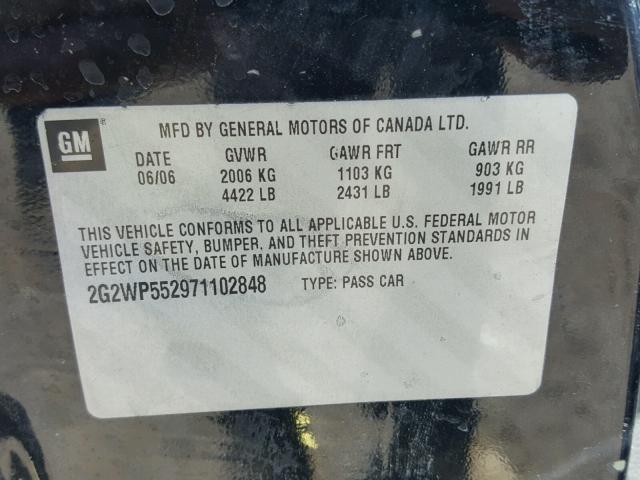 GM® MFD BY GENERAL MOTORS OF CANADA LTD.
DATE GVWR GAWR FRT GAWR RR
06/06 2006 KG 1103 KG 903 KG
4422 LB 2431 LB 1991 LB
THIS VEHICLE CONFORMS TO ALL APPLICABLE U.S. FEDERAL MOTOR
VEHICLE SAFETY, BUMPER, AND THEFT PREVENTION STANDARDS IN
EFFECT ON THE DATE OF MANUFACTURE SHOWN ABOVE.
2G2WP552971102848 TYPE: PASS CAR